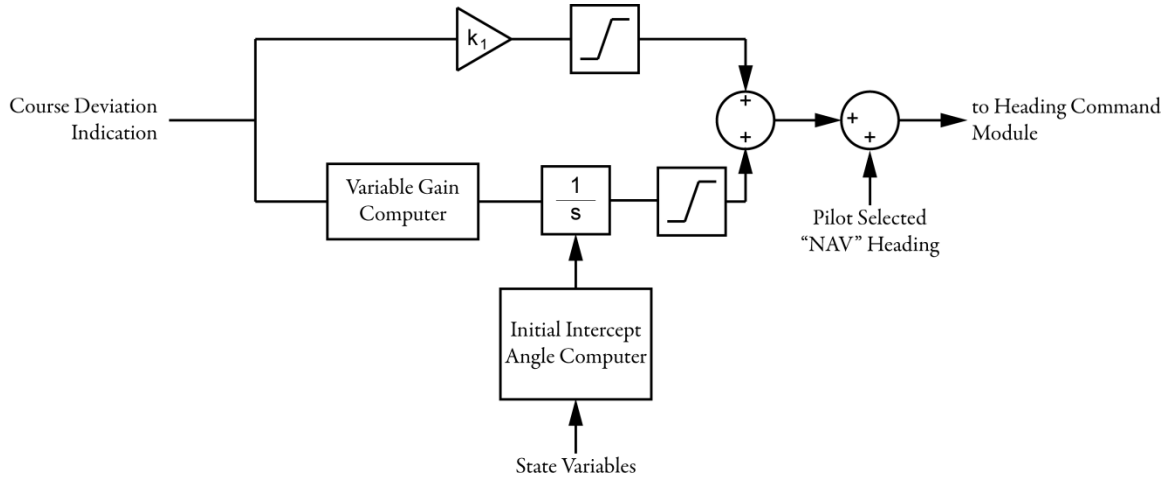 k₁
Course Deviation
Indication
+
+
+
+
to Heading Command
Module
Variable Gain
Computer
1
s
Pilot Selected
“NAV” Heading
Initial Intercept
Angle Computer
State Variables